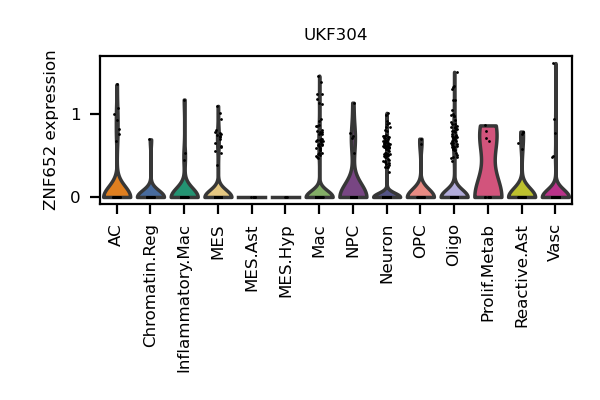 UKF304
ZNF652 expression
1
0
AC
Chromatin.Reg
Inflammatory.Mac
MES
MES.Ast
MES.Hyp
Mac
NPC
Neuron
OPC
Oligo
Prolif.Metab
Reactive.Ast
Vasc